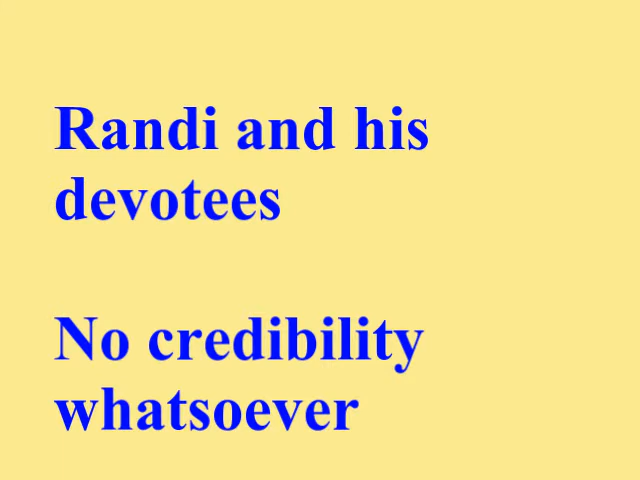 Randi and his
devotees
No credibility
whatsoever